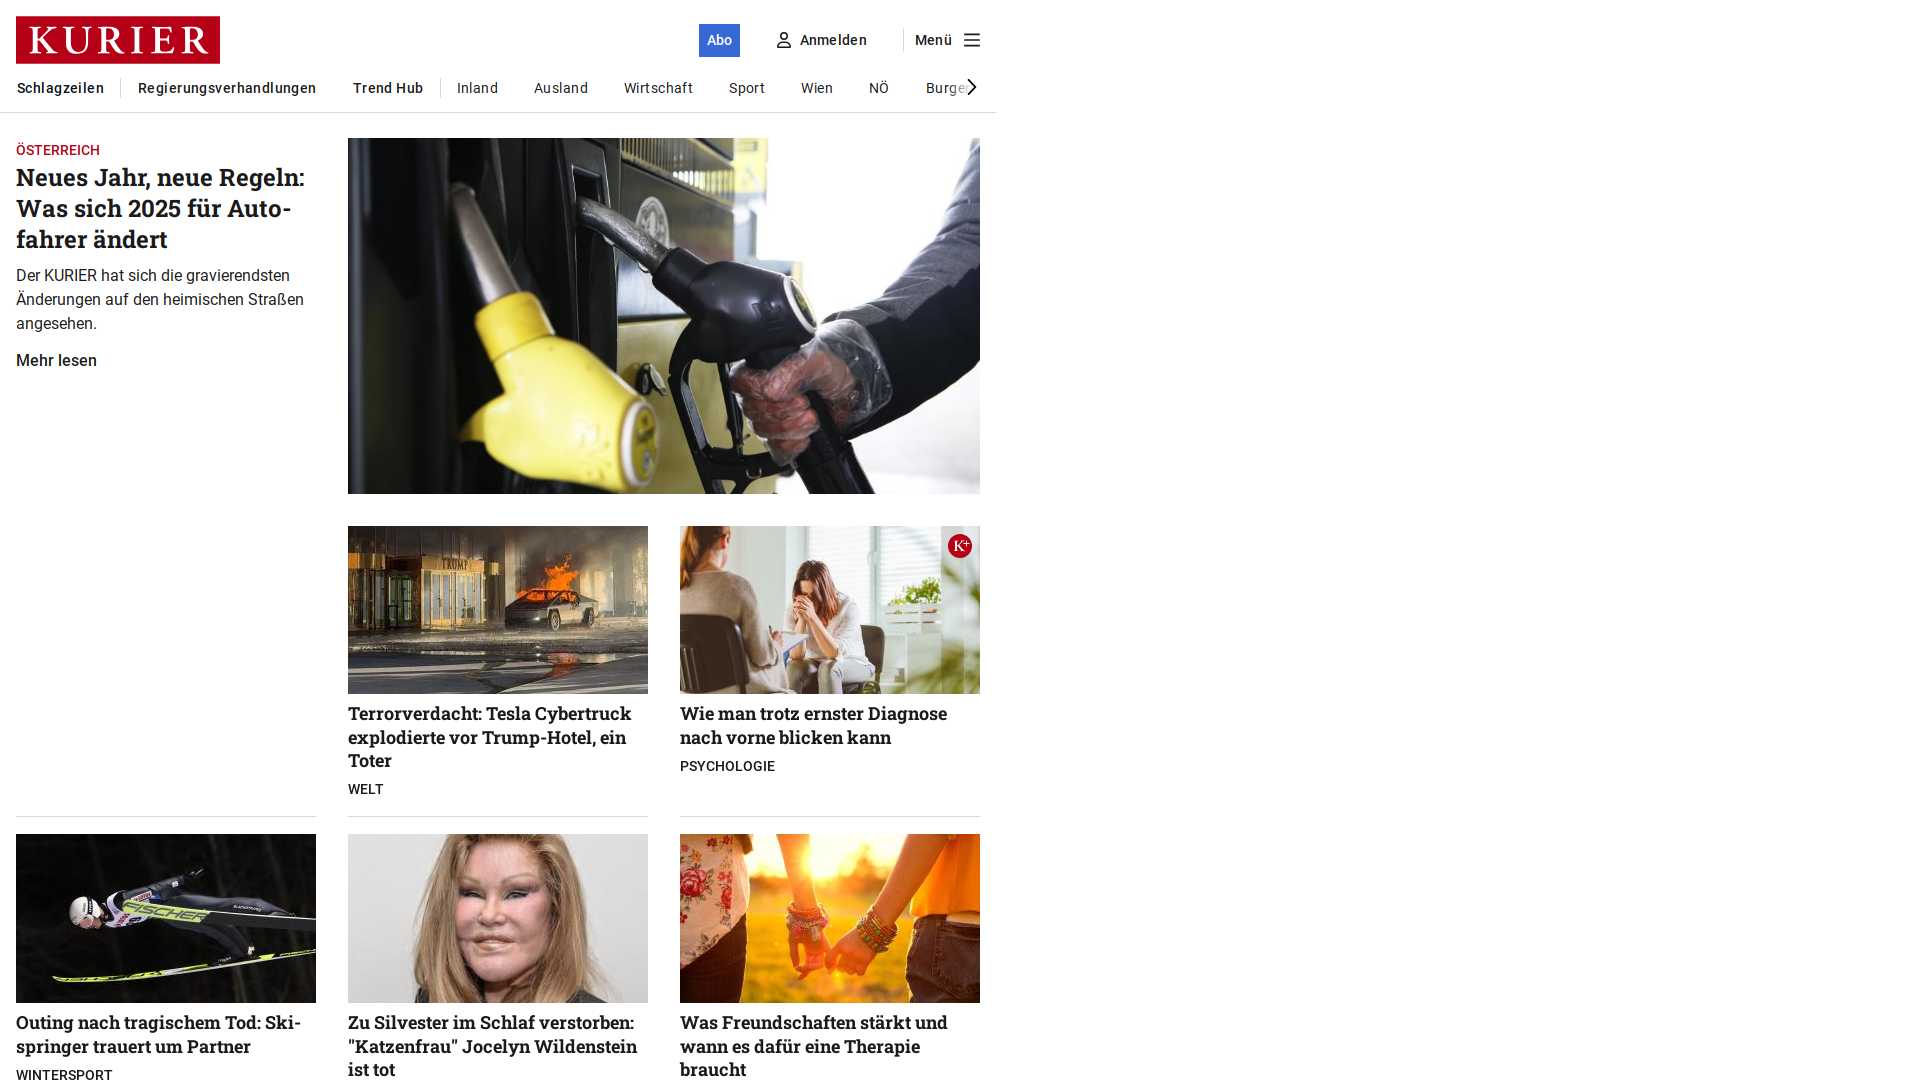 KURIER
Abo
Anmelden
Menü
Schlagzeilen
Regierungsverhandlungen
Trend Hub
Inland
Ausland
Wirtschaft
Sport
Wien
NÖ
ÖSTERREICH
Neues Jahr, neue Regeln:
Was sich 2025 für Auto-
fahrer ändert
Der KURIER hat sich die gravierendsten
Änderungen auf den heimischen Straßen
angesehen.
Mehr lesen
TRUMP
K+
Terrorverdacht: Tesla Cybertruck
explodierte vor Trump-Hotel, ein
Toter
WELT
Wie man trotz ernster Diagnose
nach vorne blicken kann
PSYCHOLOGIE
FISCHER
Outing nach tragischem Tod: Ski-
springer trauert um Partner
WINTERSPORT
Zu Silvester im Schlaf verstorben:
"Katzenfrau" Jocelyn Wildenstein
ist tot
Was Freundschaften stärkt und
wann es dafür eine Therapie
braucht